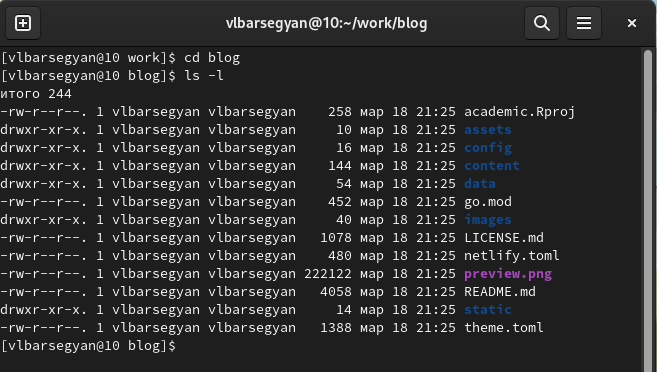 vlbarsegyan@10:~/work/blog
[vlbarsegyan@10 work]$ cd blog
[vlbarsegyan@10 blog]$ ls -l
итого 244
-rw-r--r--. 1 vlbarsegyan vlbarsegyan    258 мар 18 21:25 academic.Rproj
drwxr-xr-x. 1 vlbarsegyan vlbarsegyan     10 мар 18 21:25 assets
drwxr-xr-x. 1 vlbarsegyan vlbarsegyan     16 мар 18 21:25 config
drwxr-xr-x. 1 vlbarsegyan vlbarsegyan    144 мар 18 21:25 content
drwxr-xr-x. 1 vlbarsegyan vlbarsegyan     54 мар 18 21:25 data
-rw-r--r--. 1 vlbarsegyan vlbarsegyan    452 мар 18 21:25 go.mod
drwxr-xr-x. 1 vlbarsegyan vlbarsegyan     40 мар 18 21:25 images
-rw-r--r--. 1 vlbarsegyan vlbarsegyan   1078 мар 18 21:25 LICENSE.md
-rw-r--r--. 1 vlbarsegyan vlbarsegyan    480 мар 18 21:25 netlify.toml
-rw-r--r--. 1 vlbarsegyan vlbarsegyan 222122 мар 18 21:25 preview.png
-rw-r--r--. 1 vlbarsegyan vlbarsegyan   4058 мар 18 21:25 README.md
drwxr-xr-x. 1 vlbarsegyan vlbarsegyan     14 мар 18 21:25 static
-rw-r--r--. 1 vlbarsegyan vlbarsegyan   1388 мар 18 21:25 theme.toml
[vlbarsegyan@10 blog]$